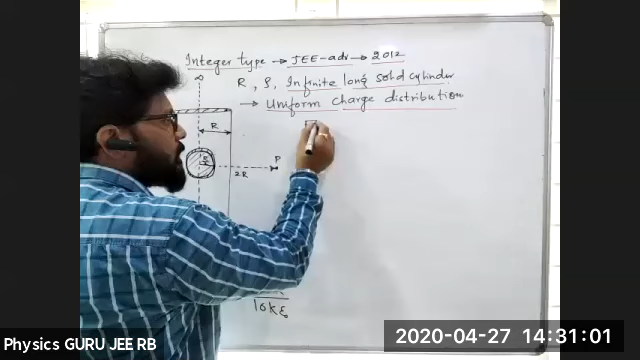 Integer type → JEE-adv → 2012
R, ρ, Infinite long solid cylinder
→ Uniform charge distribution
∞
R
P
2R
16Kε
Physics GURU JEE RB
2020-04-27 14:31:01